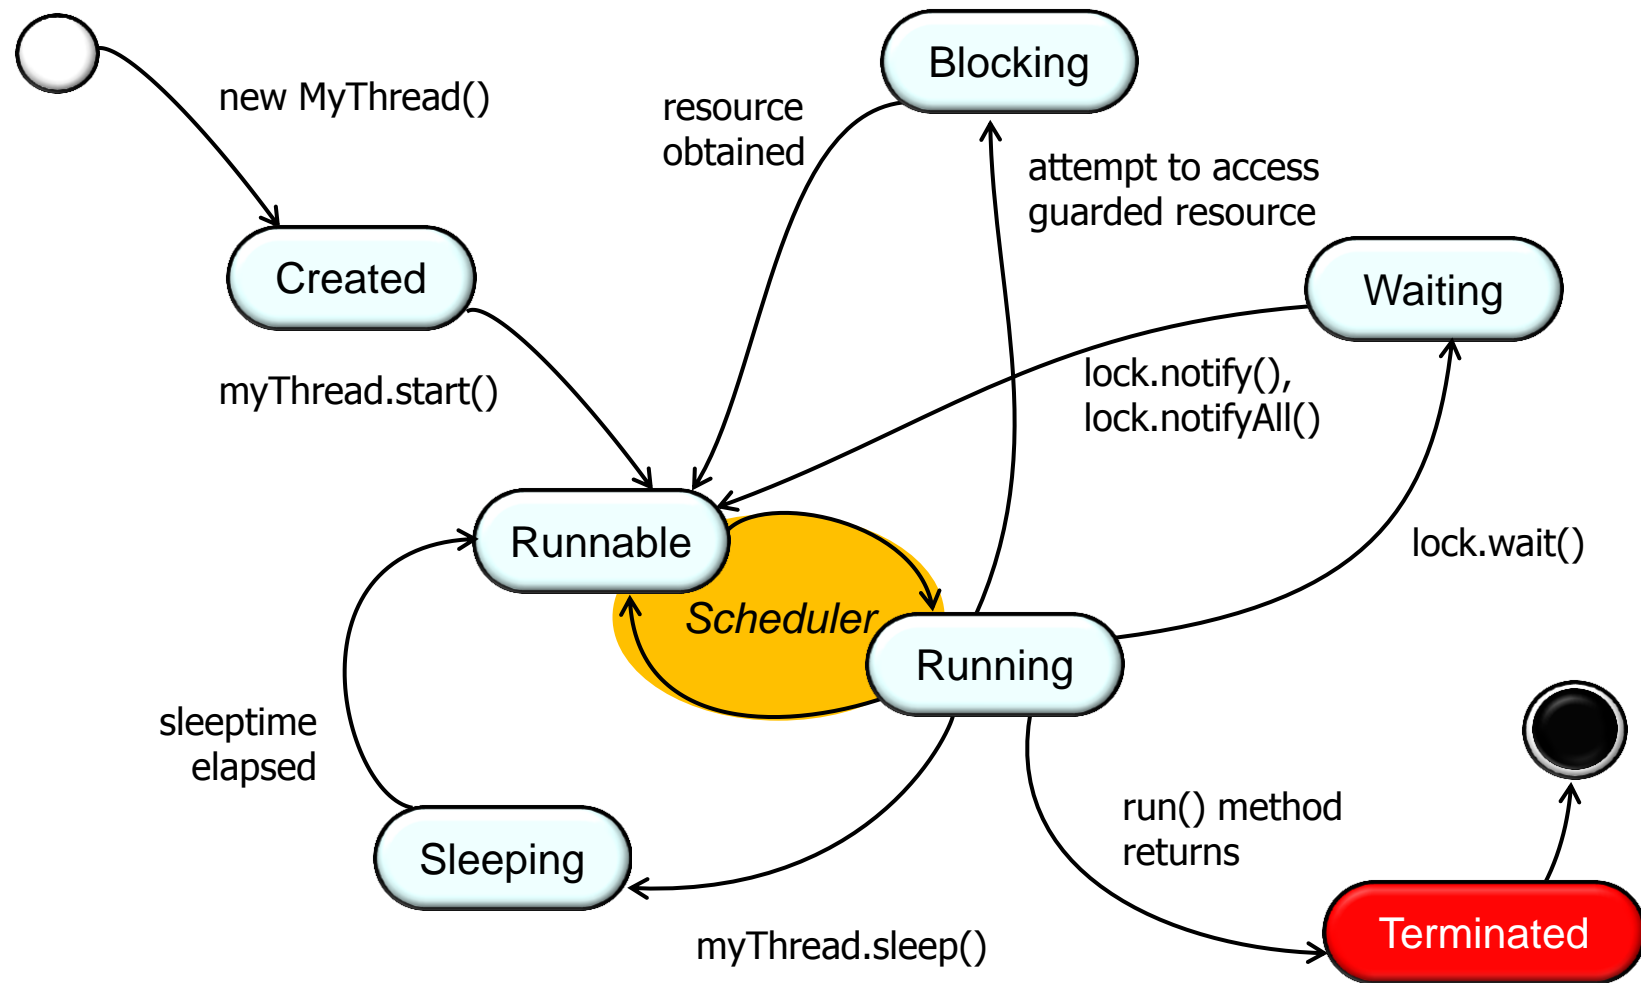 Blocking
new MyThread()
resource
obtained
attempt to access
guarded resource
Created
Waiting
myThread.start()
lock.notify(),
lock.notifyAll()
Runnable
lock.wait()
Scheduler
Running
sleeptime
elapsed
run() method
returns
Sleeping
Terminated
myThread.sleep()